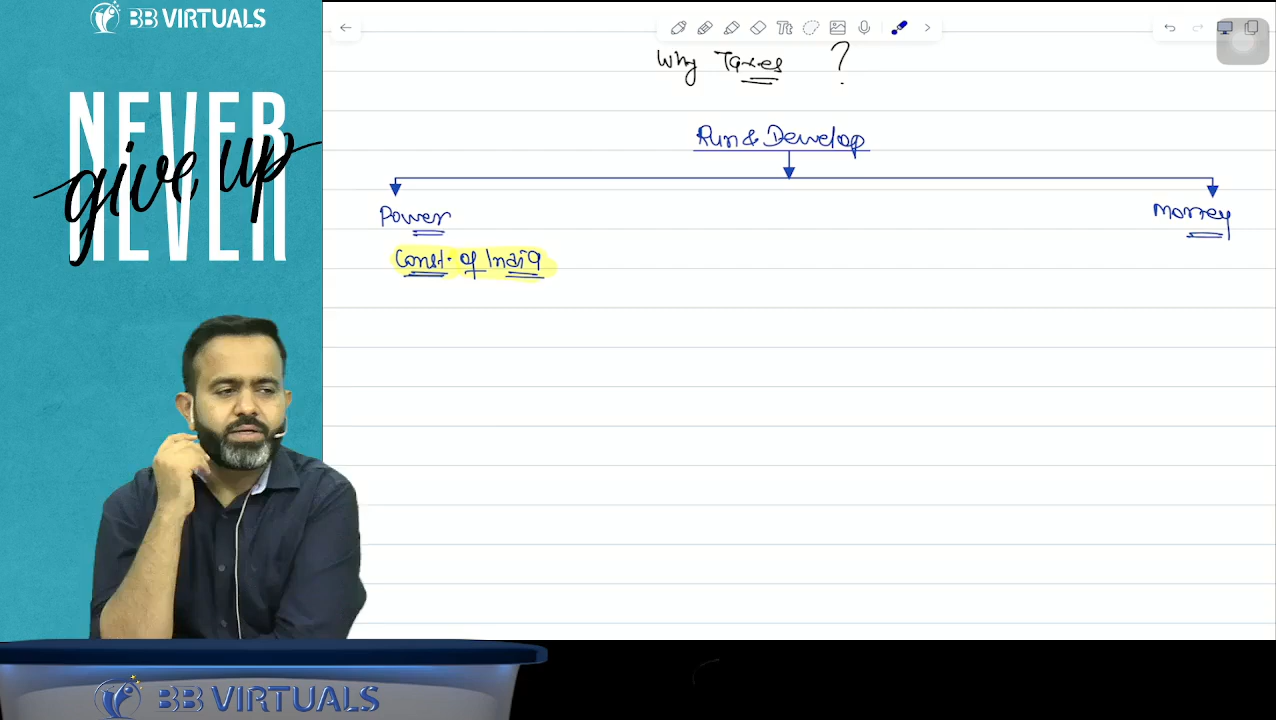 BB VIRTUALS
NEVER
give up
NEVER
Why Taxes ?
Run & Develop
Power
Money
Const. of India
BB VIRTUALS